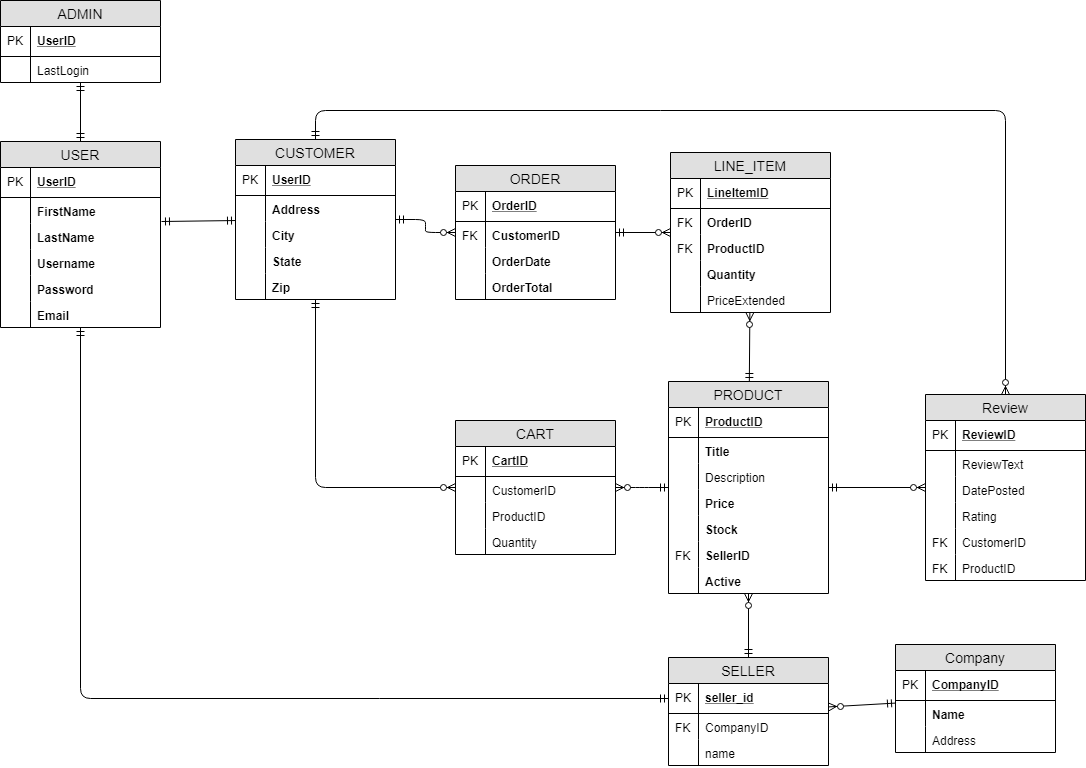 ADMIN
PK UserID
LastLogin
USER
PK UserID
FirstName
LastName
Username
Password
Email
CUSTOMER
PK UserID
Address
City
State
Zip
ORDER
PK OrderID
FK CustomerID
OrderDate
OrderTotal
LINE_ITEM
PK LineItemID
FK OrderID
FK ProductID
Quantity
PriceExtended
CART
PK CartID
CustomerID
ProductID
Quantity
PRODUCT
PK ProductID
Title
Description
Price
Stock
FK SellerID
Active
Review
PK ReviewID
ReviewText
DatePosted
Rating
FK CustomerID
FK ProductID
SELLER
PK seller_id
FK CompanyID
name
Company
PK CompanyID
Name
Address